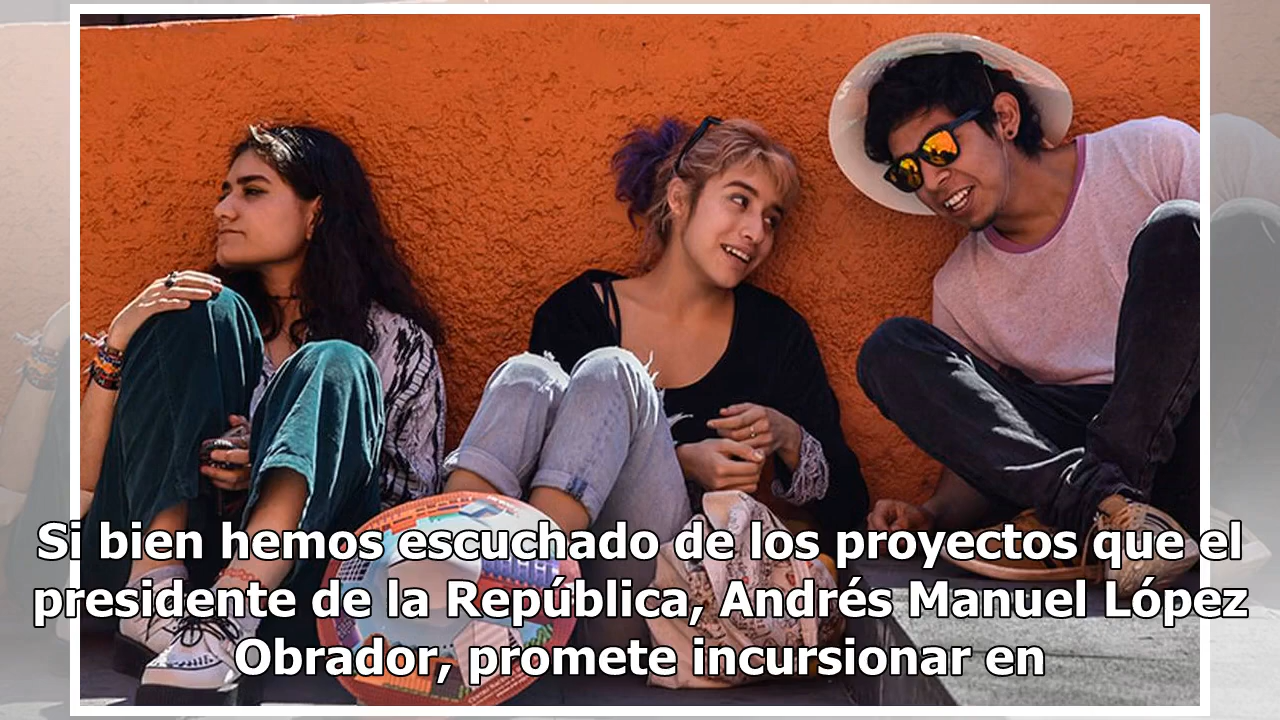 Si bien hemos escuchado de los proyectos que el
presidente de la República, Andrés Manuel López
Obrador, promete incursionar en